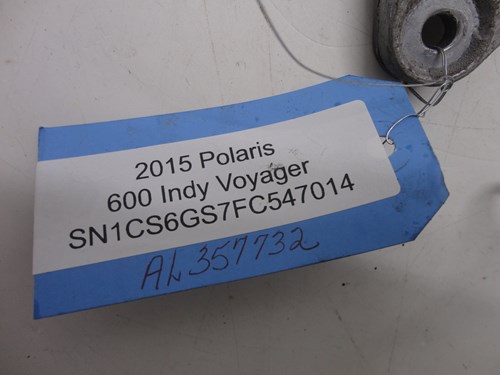 2015 Polaris
600 Indy Voyager
SN1CS6GS7FC547014
AL357732